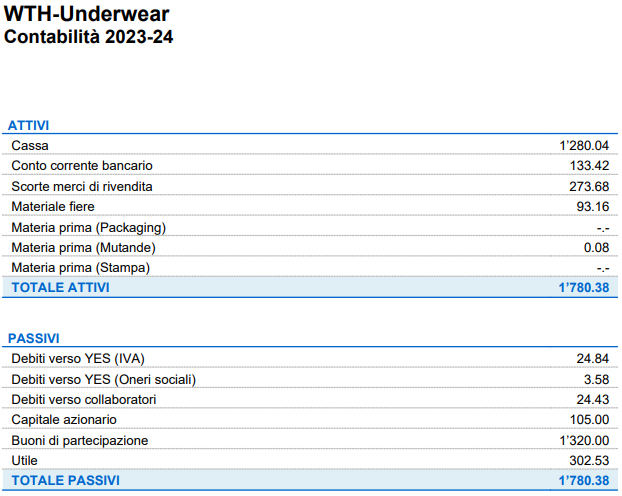 WTH-Underwear
Contabilità 2023-24
ATTIVI
Cassa 1'280.04
Conto corrente bancario 133.42
Scorte merci di rivendita 273.68
Materiale fiere 93.16
Materia prima (Packaging) -.-
Materia prima (Mutande) 0.08
Materia prima (Stampa) -.-
TOTALE ATTIVI 1'780.38
PASSIVI
Debiti verso YES (IVA) 24.84
Debiti verso YES (Oneri sociali) 3.58
Debiti verso collaboratori 24.43
Capitale azionario 105.00
Buoni di partecipazione 1'320.00
Utile 302.53
TOTALE PASSIVI 1'780.38